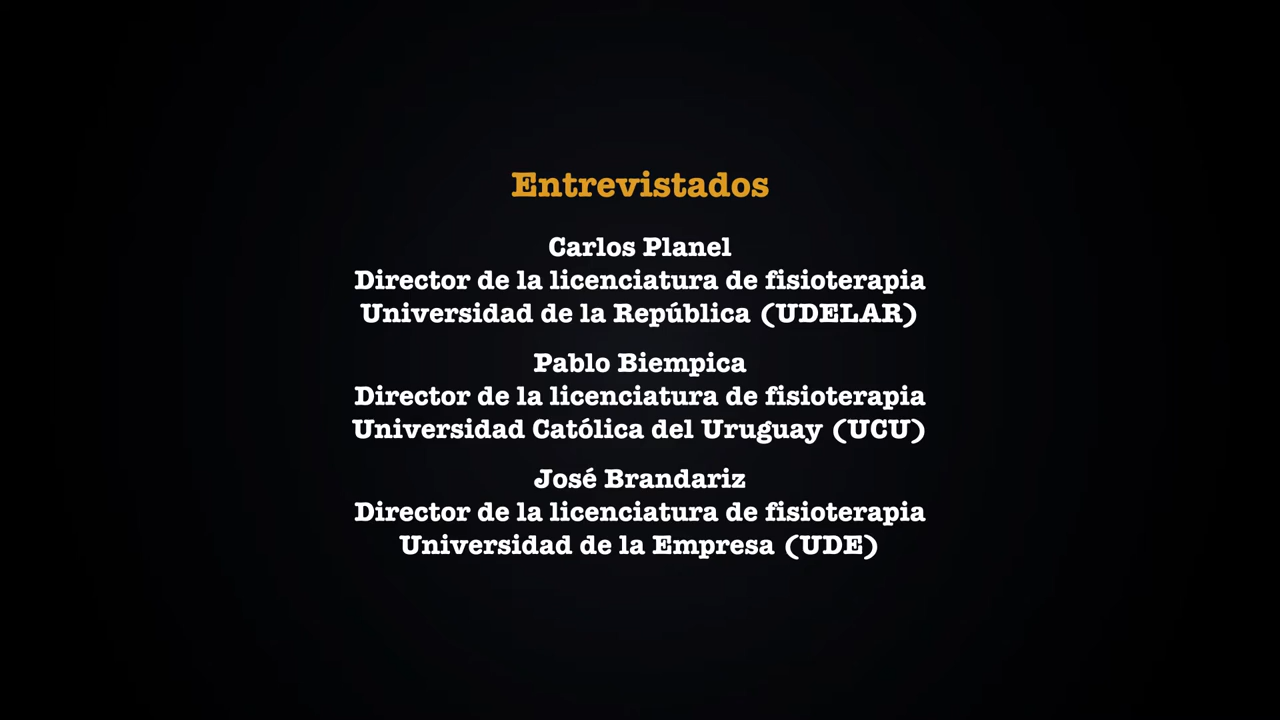 Entrevistados
Carlos Planel
Director de la licenciatura de fisioterapia
Universidad de la República (UDELAR)
Pablo Biempica
Director de la licenciatura de fisioterapia
Universidad Católica del Uruguay (UCU)
José Brandariz
Director de la licenciatura de fisioterapia
Universidad de la Empresa (UDE)